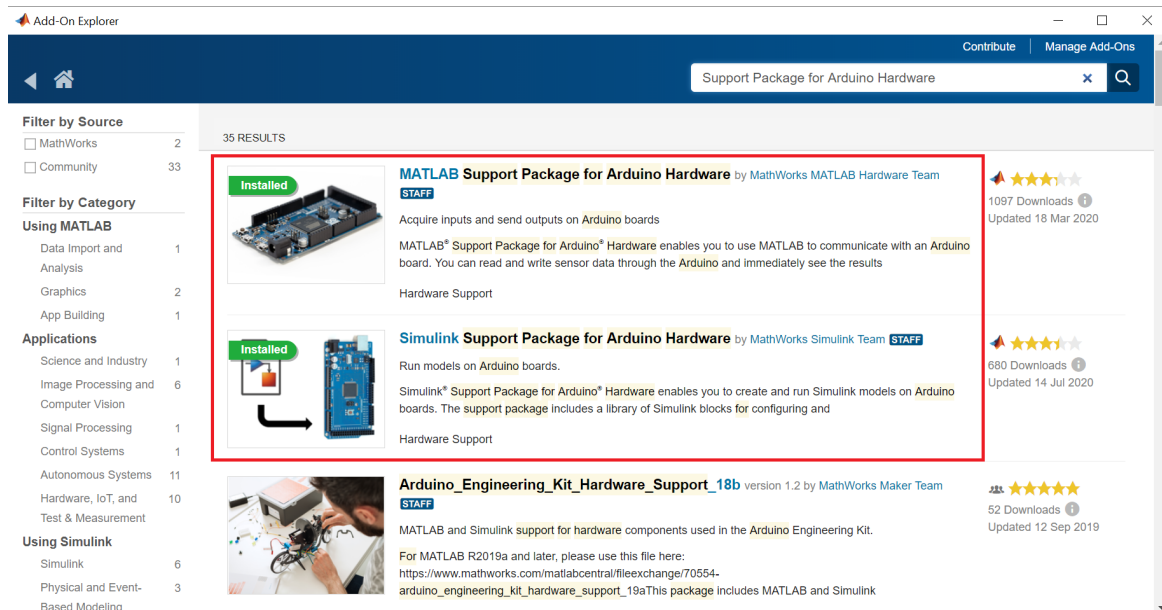 Add-On Explorer
Contribute Manage Add-Ons
Support Package for Arduino Hardware
Filter by Source
MathWorks 2
Community 33
Filter by Category
Using MATLAB
Data Import and 1
Analysis
Graphics 2
App Building 1
Applications
Science and Industry 1
Image Processing and 6
Computer Vision
Signal Processing 1
Control Systems 1
Autonomous Systems 11
Hardware, IoT, and 10
Test & Measurement
Using Simulink
Simulink 6
Physical and Event- 3
Based Modeling
35 RESULTS
Installed
MATLAB Support Package for Arduino Hardware by MathWorks MATLAB Hardware Team
STAFF
Acquire inputs and send outputs on Arduino boards
MATLAB® Support Package for Arduino® Hardware enables you to use MATLAB to communicate with an Arduino
board. You can read and write sensor data through the Arduino and immediately see the results
Hardware Support
1097 Downloads
Updated 18 Mar 2020
Installed
Simulink Support Package for Arduino Hardware by MathWorks Simulink Team STAFF
Run models on Arduino boards.
Simulink® Support Package for Arduino® Hardware enables you to create and run Simulink models on Arduino
boards. The support package includes a library of Simulink blocks for configuring and
Hardware Support
680 Downloads
Updated 14 Jul 2020
Arduino_Engineering_Kit_Hardware_Support_18b version 1.2 by MathWorks Maker Team
STAFF
MATLAB and Simulink support for hardware components used in the Arduino Engineering Kit.
For MATLAB R2019a and later, please use this file here:
https://www.mathworks.com/matlabcentral/fileexchange/70554-
arduino_engineering_kit_hardware_support_19aThis package includes MATLAB and Simulink
52 Downloads
Updated 12 Sep 2019